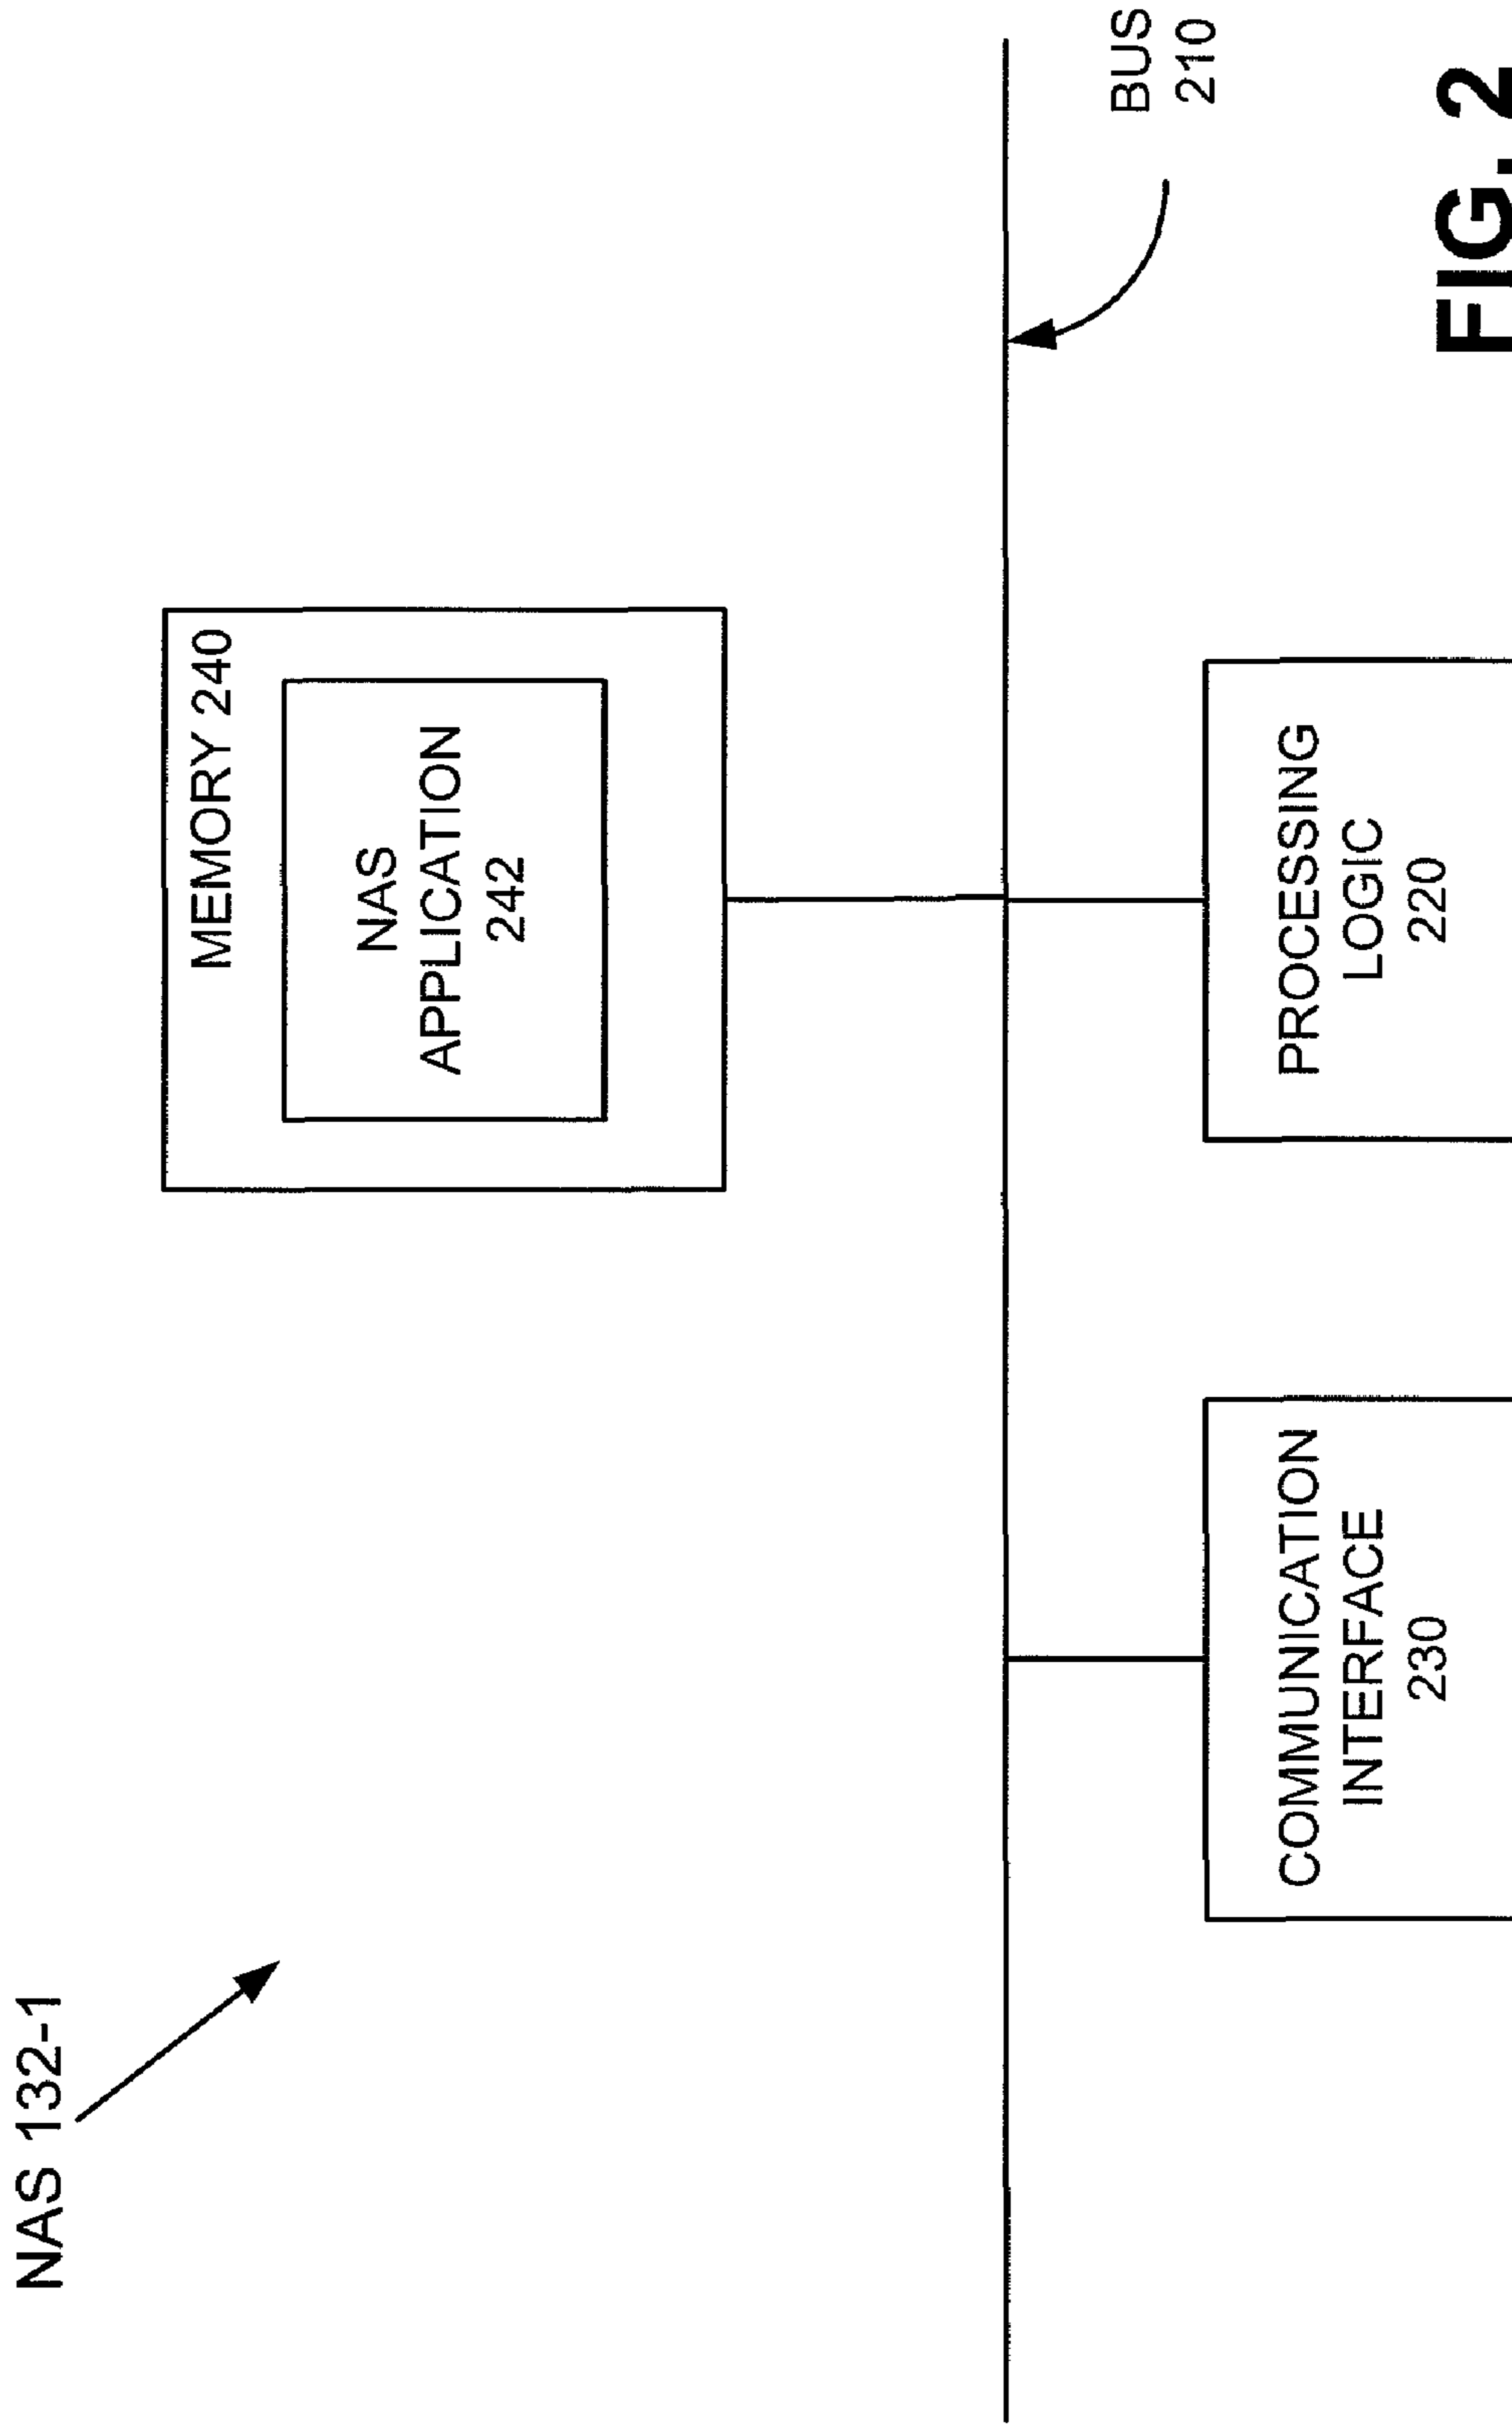 NAS 132-1
MEMORY 240
NAS
APPLICATION
242
BUS
210
COMMUNICATION
INTERFACE
230
PROCESSING
LOGIC
220
FIG. 2